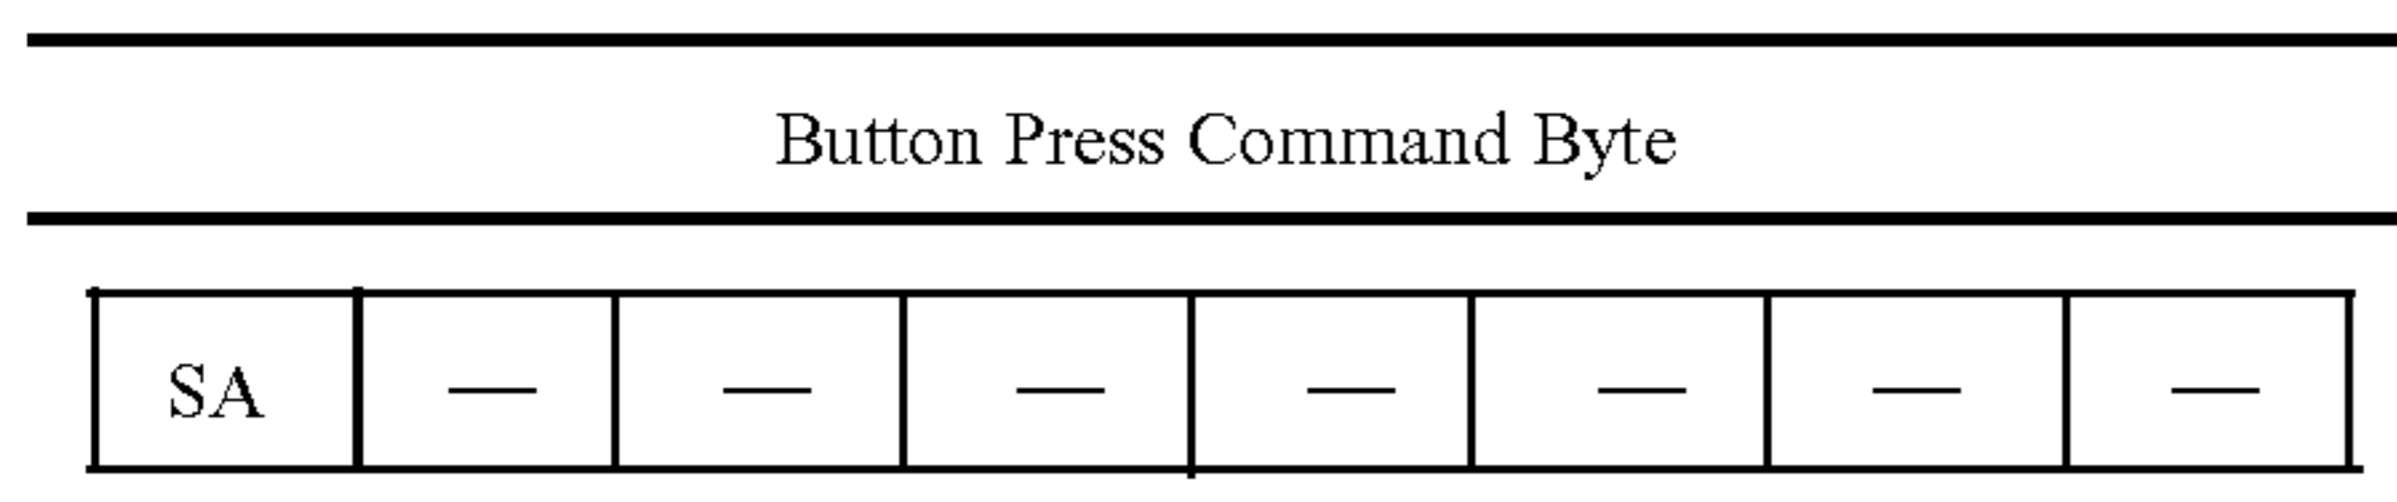 Button Press Command Byte
SA — — — — — — —